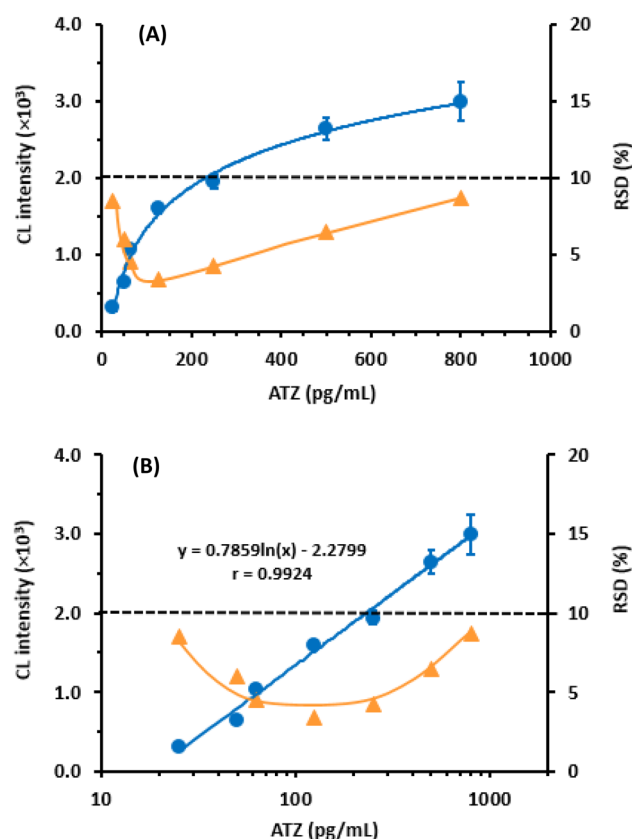 (A)
CL intensity (×10³)
4.0
3.0
2.0
1.0
0.0
20
15
10
5
0
RSD (%)
0 200 400 600 800 1000
ATZ (pg/mL)
(B)
CL intensity (×10³)
4.0
3.0
2.0
1.0
0.0
y = 0.7859ln(x) - 2.2799
r = 0.9924
20
15
10
5
0
RSD (%)
10 100 1000
ATZ (pg/mL)